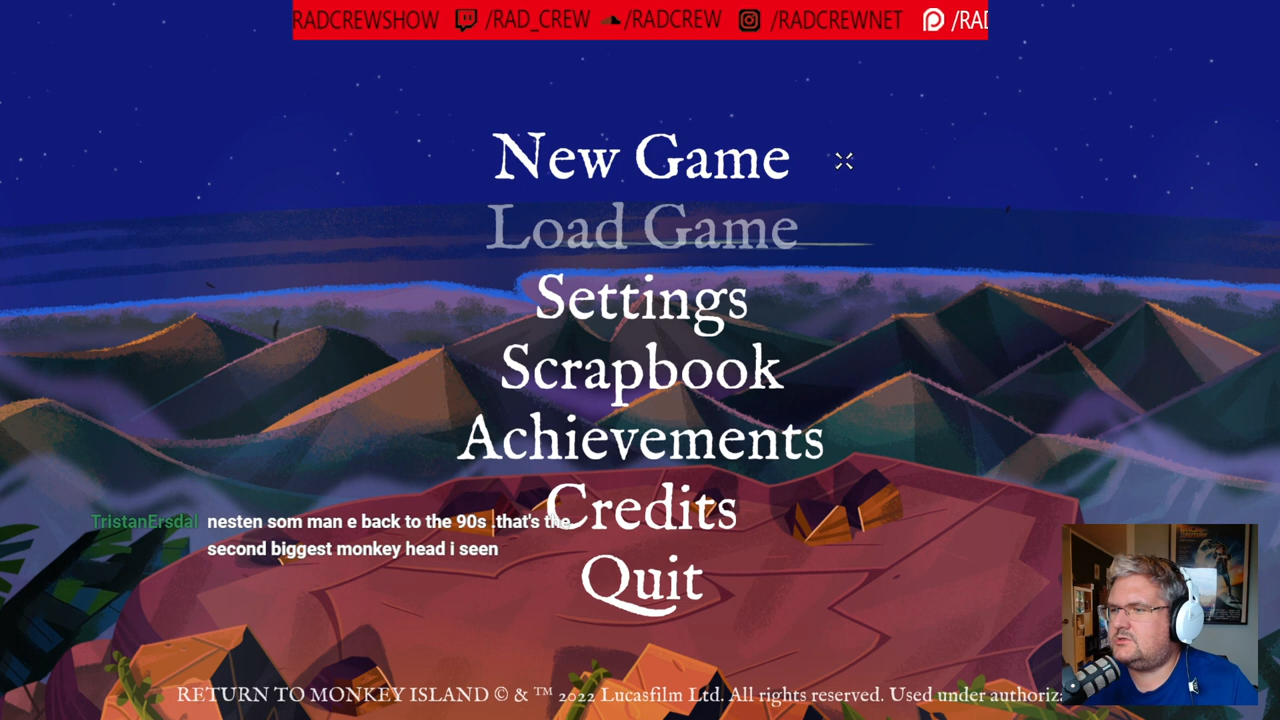 RADCREWSHOW /RAD_CREW /RADCREW /RADCREWNET /RAD
New Game
Load Game
Settings
Scrapbook
Achievements
Credits
TristanErsdal nesten som man e back to the 90s .that's the
second biggest monkey head i seen
Quit
RETURN TO MONKEY ISLAND © & ™ 2022 Lucasfilm Ltd. All rights reserved. Used under authoriz